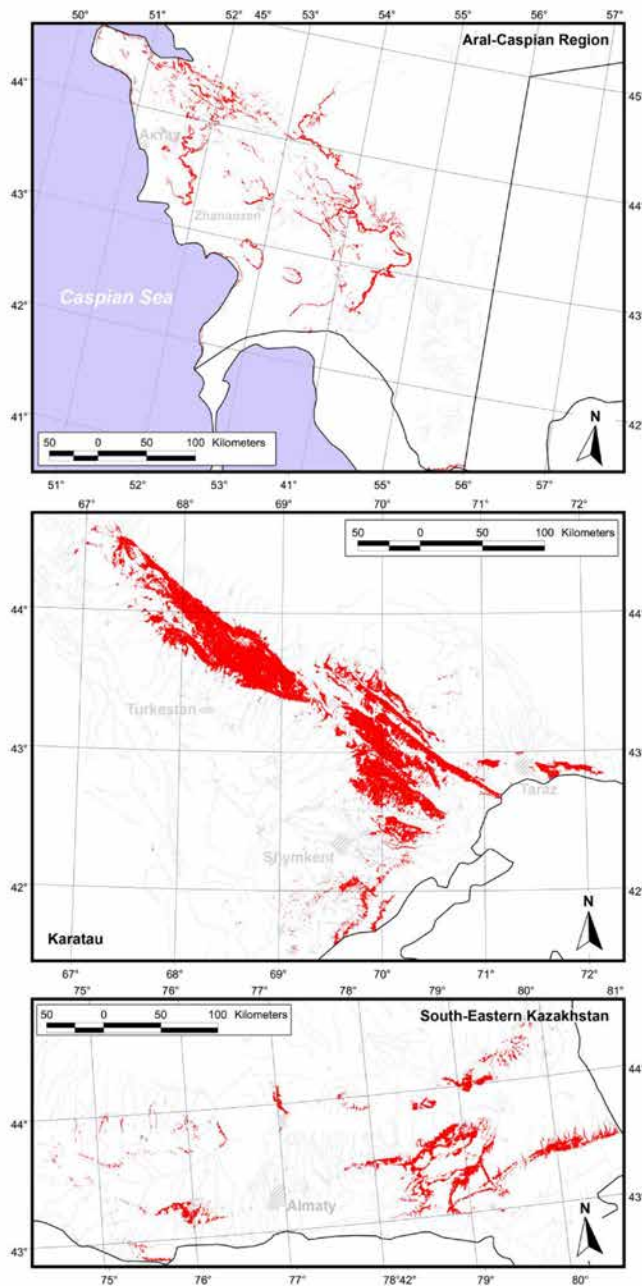 50° 51° 52° 45° 53° 54° 55° 56° 57°
Aral-Caspian Region
44° 45°
Актау
43° 44°
Zhanaozen
Caspian Sea
42° 43°
41° 42°
N
50 0 50 100 Kilometers
51° 52° 53° 41° 55° 56° 57°
67° 68° 69° 70° 71° 72°
50 0 50 100 Kilometers
44° 44°
Turkestan
43° 43°
Taraz
Shymkent
42° 42°
N
Karatau
67° 68° 69° 70° 71° 72°
75° 76° 77° 78° 79° 80° 81°
50 0 50 100 Kilometers
South-Eastern Kazakhstan
44° 44°
Almaty
N
43° 43°
75° 76° 77° 78°42° 79° 80°